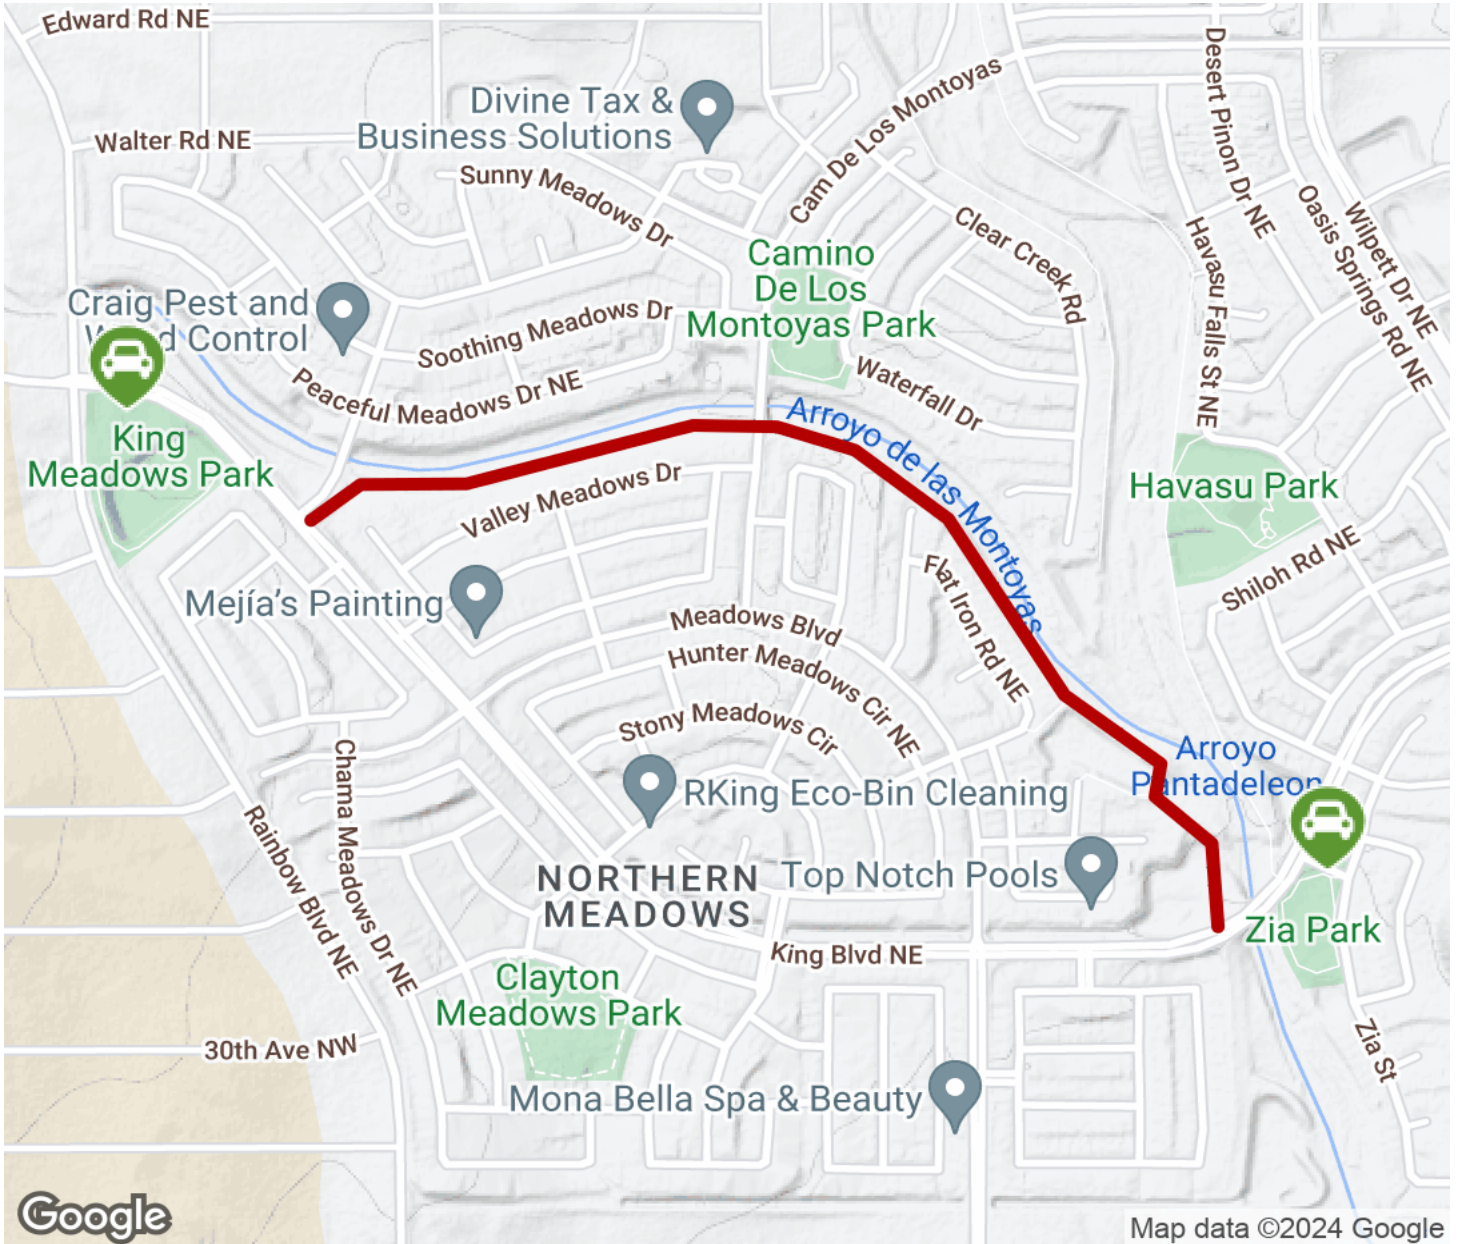 Edward Rd NE
Desert Pinon Dr NE
Cam De Los Montoyas
Divine Tax &
Business Solutions
Walter Rd NE
Sunny Meadows Dr
Clear Creek Rd
Havasu Falls St NE
Oasis Springs Rd NE
Wilpett Dr NE
Camino
De Los
Montoyas Park
Craig Pest and
Control
Soothing Meadows Dr
Peaceful Meadows Dr NE
Waterfall Dr
Arroyo de las Montoyas
King
Meadows Park
Valley Meadows Dr
Havasu Park
Shiloh Rd NE
Flat Iron Rd NE
Mejía's Painting
Meadows Blvd
Hunter Meadows Cir NE
Stony Meadows Cir
Arroyo
Pantadeleon
Chama Meadows Dr NE
RKing Eco-Bin Cleaning
Rainbow Blvd NE
NORTHERN
MEADOWS
Top Notch Pools
Zia Park
King Blvd NE
Clayton
Meadows Park
30th Ave NW
Zia St
Mona Bella Spa & Beauty
Google
Map data ©2024 Google